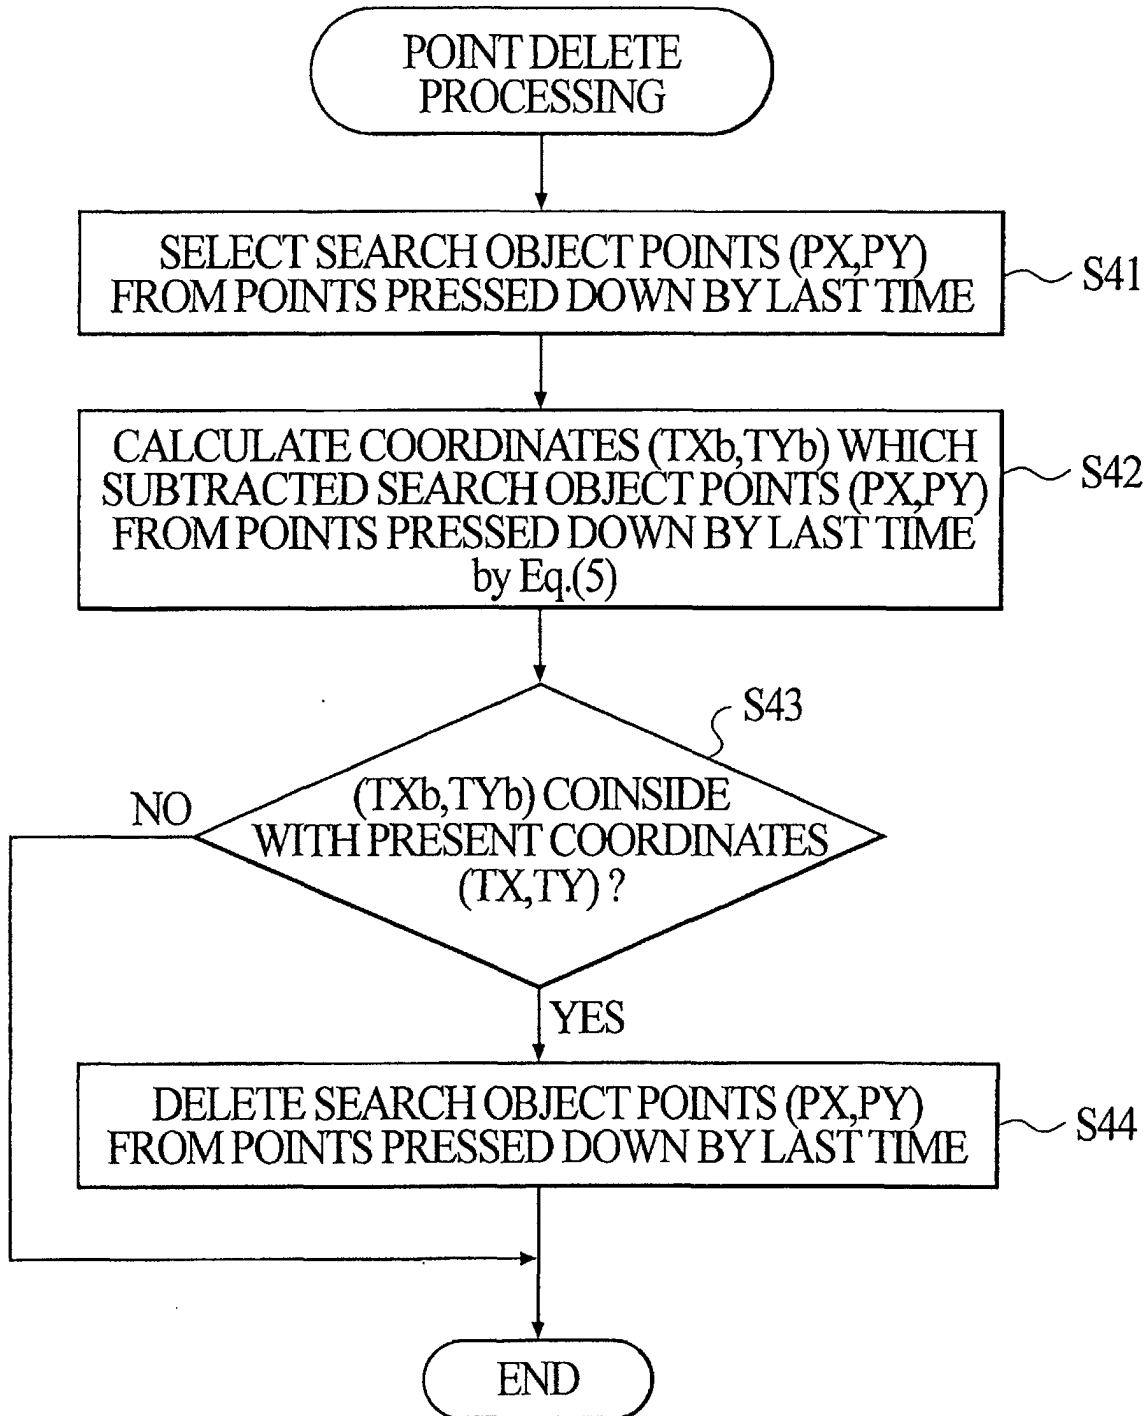 POINT DELETE
PROCESSING
SELECT SEARCH OBJECT POINTS (PX,PY)
FROM POINTS PRESSED DOWN BY LAST TIME
S41
CALCULATE COORDINATES (TXb,TYb) WHICH
SUBTRACTED SEARCH OBJECT POINTS (PX,PY)
FROM POINTS PRESSED DOWN BY LAST TIME
by Eq.(5)
S42
S43
(TXb,TYb) COINSIDE
WITH PRESENT COORDINATES
(TX,TY) ?
NO
YES
DELETE SEARCH OBJECT POINTS (PX,PY)
FROM POINTS PRESSED DOWN BY LAST TIME
S44
END